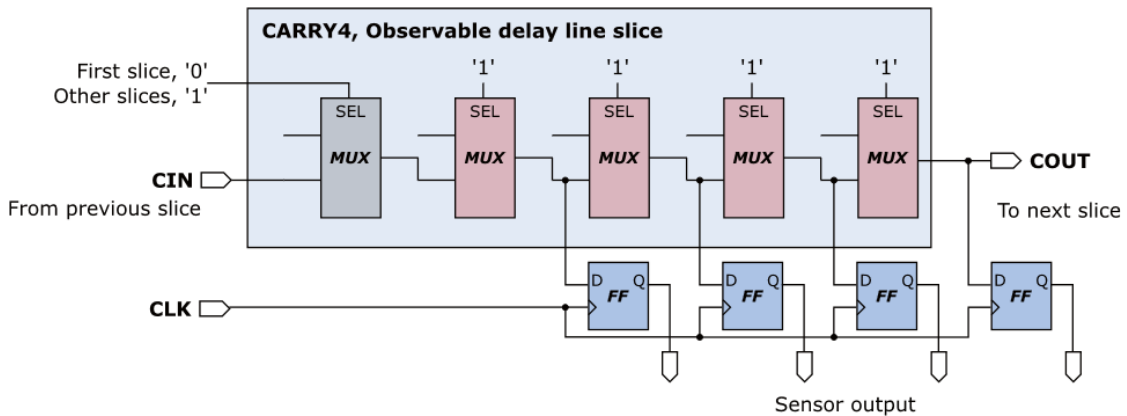 CARRY4, Observable delay line slice
First slice, '0'
Other slices, '1'
'1'
'1'
'1'
'1'
SEL
SEL
SEL
SEL
SEL
MUX
MUX
MUX
MUX
MUX
CIN
COUT
From previous slice
To next slice
D Q
FF
D Q
FF
D Q
FF
D Q
FF
CLK
Sensor output